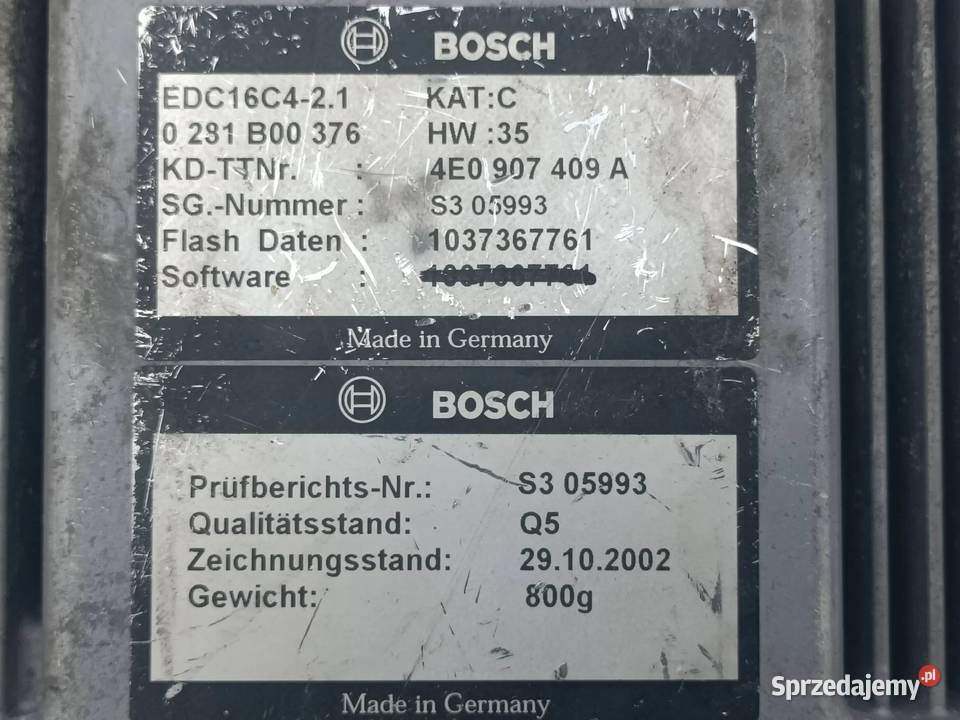 BOSCH
EDC16C4-2.1 KAT:C
0 281 B00 376 HW :35
KD-TTNr. : 4E0 907 409 A
SG.-Nummer : S3 05993
Flash Daten : 1037367761
Software :
Made in Germany
BOSCH
Prüfberichts-Nr.: S3 05993
Qualitätsstand: Q5
Zeichnungsstand: 29.10.2002
Gewicht: 800g
Made in Germany
Sprzedajemy.pl